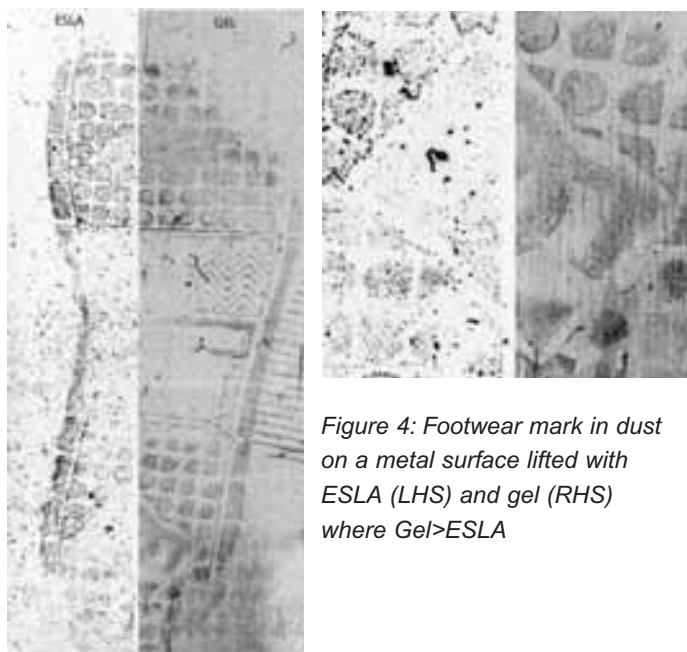 ESLA GEL
Figure 4: Footwear mark in dust
on a metal surface lifted with
ESLA (LHS) and gel (RHS)
where Gel>ESLA